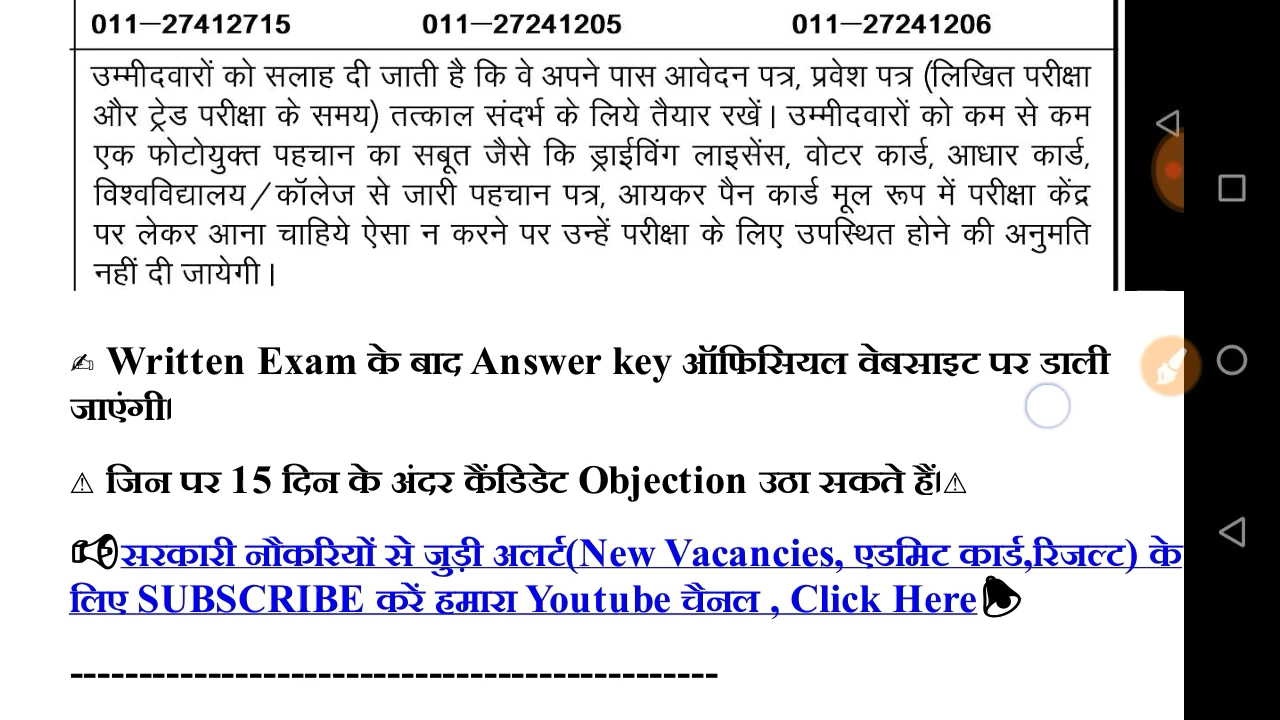 011–27412715 011–27241205 011–27241206
उम्मीदवारों को सलाह दी जाती है कि वे अपने पास आवेदन पत्र, प्रवेश पत्र (लिखित परीक्षा
और ट्रेड परीक्षा के समय) तत्काल संदर्भ के लिये तैयार रखें। उम्मीदवारों को कम से कम
एक फोटोयुक्त पहचान का सबूत जैसे कि ड्राईविंग लाइसेंस, वोटर कार्ड, आधार कार्ड,
विश्वविद्यालय/कॉलेज से जारी पहचान पत्र, आयकर पैन कार्ड मूल रूप में परीक्षा केंद्र
पर लेकर आना चाहिये ऐसा न करने पर उन्हें परीक्षा के लिए उपस्थित होने की अनुमति
नहीं दी जायेगी।
✍ Written Exam के बाद Answer key ऑफिसियल वेबसाइट पर डाली
जाएंगी।
⚠ जिन पर 15 दिन के अंदर कैंडिडेट Objection उठा सकते हैं।⚠
📢सरकारी नौकरियों से जुड़ी अलर्ट(New Vacancies, एडमिट कार्ड,रिजल्ट) के
लिए SUBSCRIBE करें हमारा Youtube चैनल , Click Here🔔
-----------------------------------------------